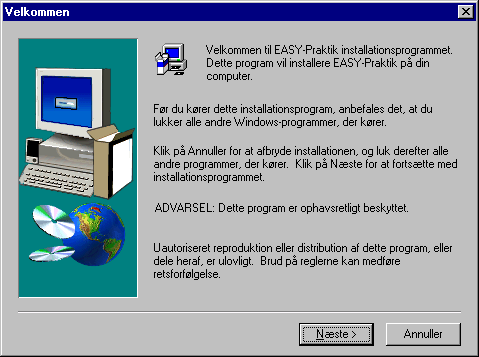 Velkommen
Velkommen til EASY-Praktik installationsprogrammet.
Dette program vil installere EASY-Praktik på din
computer.
Før du kører dette installationsprogram, anbefales det, at du
lukker alle andre Windows-programmer, der kører.
Klik på Annuller for at afbryde installationen, og luk derefter alle
andre programmer, der kører.  Klik på Næste for at fortsætte med
installationsprogrammet.
ADVARSEL: Dette program er ophavsretligt beskyttet.
Uautoriseret reproduktion eller distribution af dette program, eller
dele heraf, er ulovligt.  Brud på reglerne kan medføre
retsforfølgelse.
Næste >
Annuller